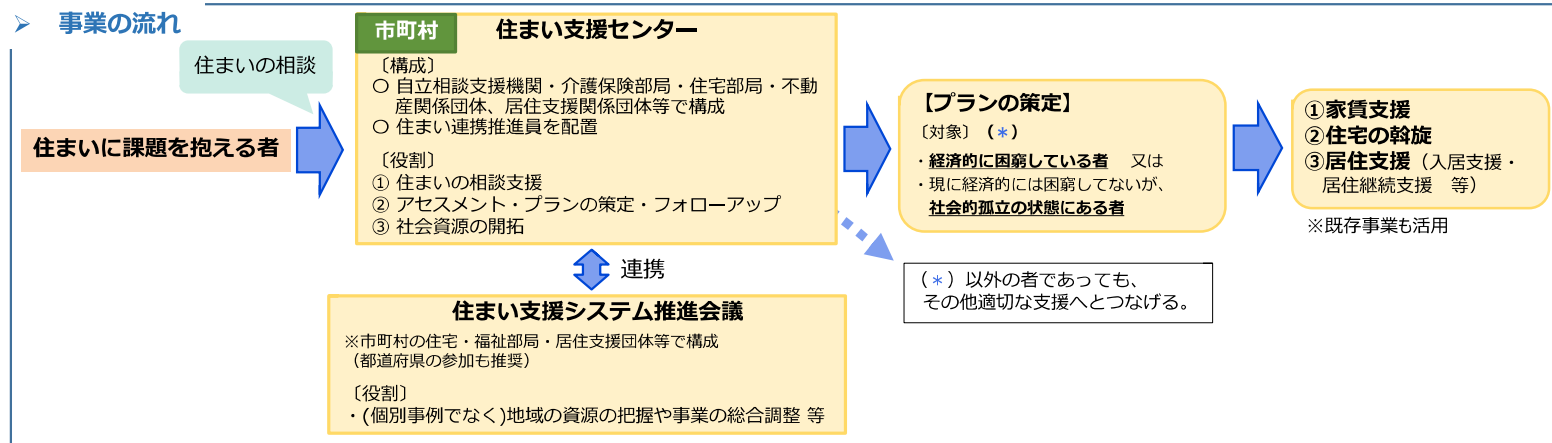 ➢ 事業の流れ
住まいの相談
住まいに課題を抱える者
市町村
住まい支援センター
〔構成〕
〇 自立相談支援機関・介護保険部局・住宅部局・不動
産関係団体、居住支援関係団体等で構成
〇 住まい連携推進員を配置
〔役割〕
① 住まいの相談支援
② アセスメント・プランの策定・フォローアップ
③ 社会資源の開拓
連携
住まい支援システム推進会議
※市町村の住宅・福祉部局・居住支援団体等で構成
（都道府県の参加も推奨）
〔役割〕
・(個別事例でなく)地域の資源の把握や事業の総合調整 等
【プランの策定】
〔対象〕（＊）
・経済的に困窮している者　又は
・現に経済的には困窮してないが、
社会的孤立の状態にある者
（＊）以外の者であっても、
その他適切な支援へとつなげる。
①家賃支援
②住宅の斡旋
③居住支援（入居支援・
居住継続支援　等）
※既存事業も活用